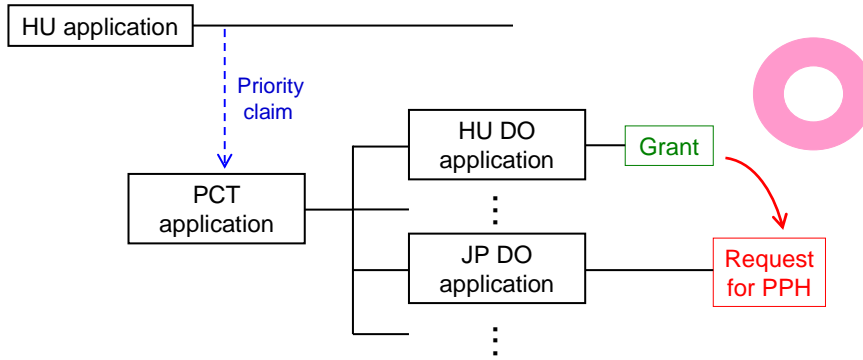 HU application
Priority
claim
HU DO
application
Grant
PCT
application
JP DO
application
Request
for PPH